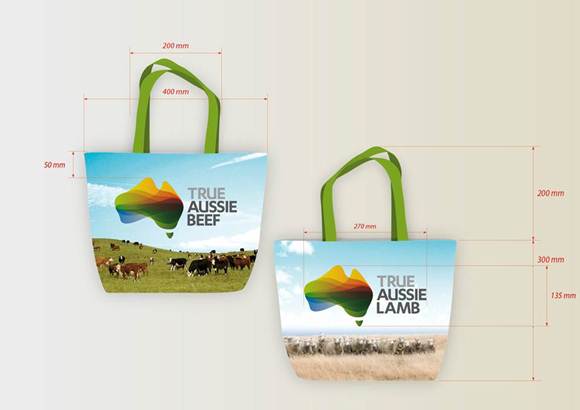 200 mm
400 mm
50 mm
TRUE
AUSSIE
BEEF
200 mm
270 mm
300 mm
135 mm
TRUE
AUSSIE
LAMB